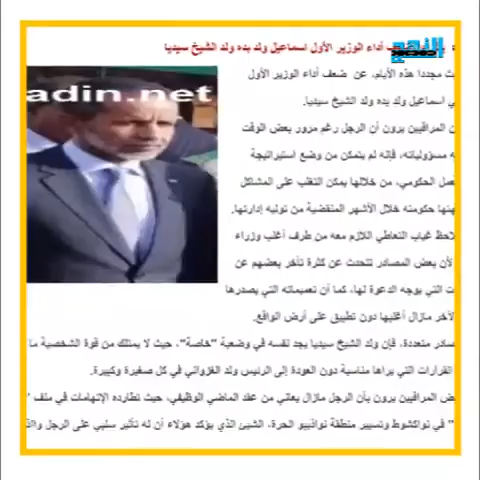 النهج
أداء الوزير الأول اسماعيل ولد بده ولد الشيخ سيديا
adin.net
مجددا هذه الأيام، عن ضعف أداء الوزير الأول
اسماعيل ولد بده ولد الشيخ سيديا.
المراقبين يرون أن الرجل رغم مرور بعض الوقت
مسؤولياته، فإنه لم يتمكن من وضع استيراتيجة
الحكومي، من خلالها يمكن التغلب على المشاكل
حكومته خلال الأشهر المنقضية من توليه إدارتها.
غياب التعاطي اللازم معه من طرف أغلب وزراء
لأن بعض المصادر تتحدث عن كثرة تأخر بعضهم عن
التي يوجه الدعوة لها، كما أن تعميماته التي يصدرها
لآخر مازال أغلبها دون تطبيق على أرض الواقع.
متعددة، فإن ولد الشيخ سيديا يجد نفسه في وضعية "خاصة"، حيث لا يمتلك من قوة الشخصية ما
القرارات التي يراها مناسبة دون العودة إلى الرئيس ولد الغزواني في كل صغيرة وكبيرة.
المراقبين يرون بأن الرجل مازال يعاني من عقد الماضي الوظيفي، حيث تطارده الإتهامات في ملف
" في نواكشوط وتسيير منطقة نواذيبو الحرة، الشيئ الذي يؤكد هؤلاء أن له تأثير سلبي على الرجل